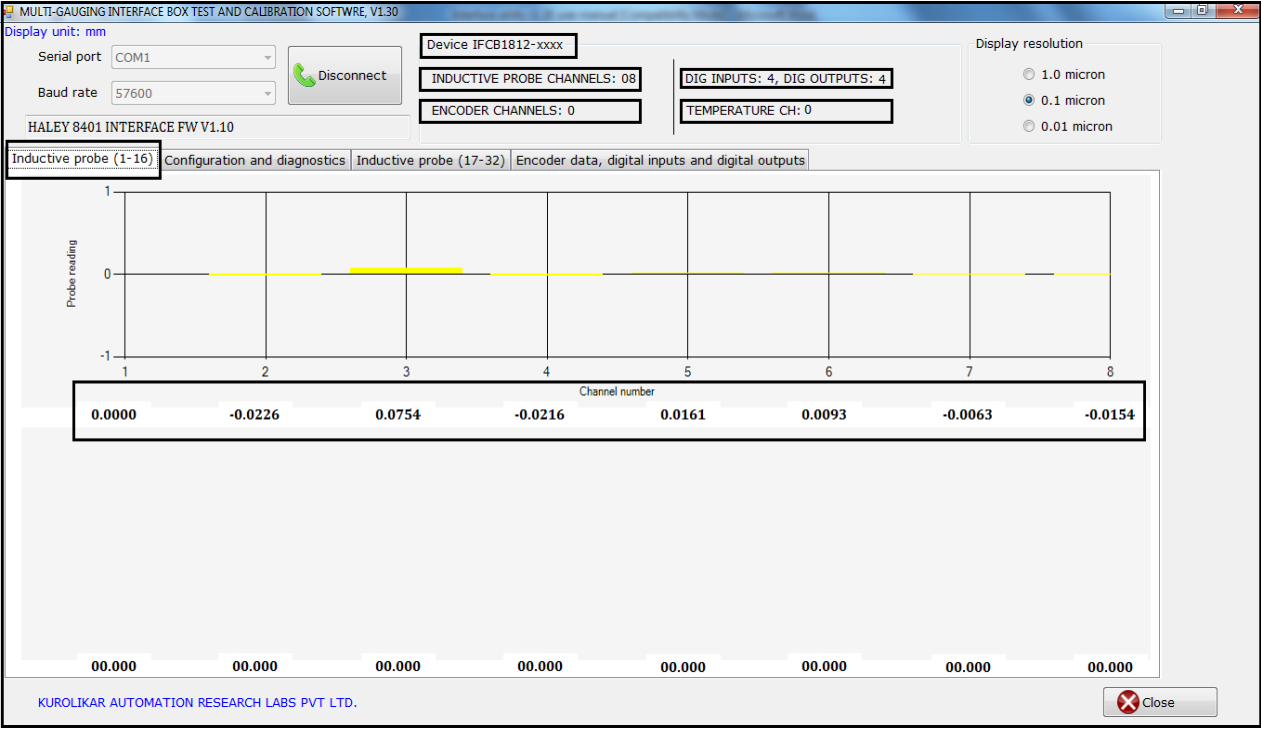 MULTI-GAUGING INTERFACE BOX TEST AND CALIBRATION SOFTWRE, V1.30
Display unit: mm
Serial port COM1
Baud rate 57600
Disconnect
HALEY 8401 INTERFACE FW V1.10
Device IFCB1812-xxxx
INDUCTIVE PROBE CHANNELS: 08
DIG INPUTS: 4, DIG OUTPUTS: 4
ENCODER CHANNELS: 0
TEMPERATURE CH: 0
Display resolution
1.0 micron
0.1 micron
0.01 micron
Inductive probe (1-16) Configuration and diagnostics Inductive probe (17-32) Encoder data, digital inputs and digital outputs
Probe reading
1
0
-1
1 2 3 4 5 6 7 8
Channel number
0.0000 -0.0226 0.0754 -0.0216 0.0161 0.0093 -0.0063 -0.0154
00.000 00.000 00.000 00.000 00.000 00.000 00.000 00.000
KUROLIKAR AUTOMATION RESEARCH LABS PVT LTD.
Close